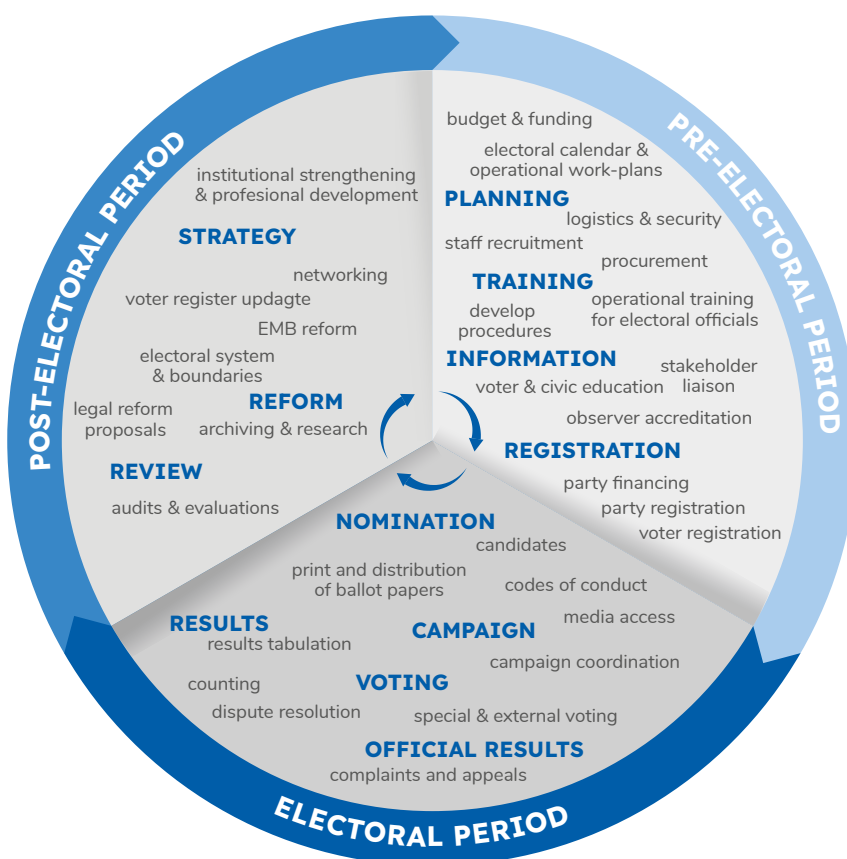 PRE-ELECTORAL PERIOD
budget & funding
electoral calendar &
operational work-plans
PLANNING
logistics & security
staff recruitment
procurement
TRAINING
operational training
for electoral officials
develop
procedures
INFORMATION
stakeholder
liaison
voter & civic education
observer accreditation
REGISTRATION
party financing
party registration
voter registration
ELECTORAL PERIOD
NOMINATION
candidates
print and distribution
of ballot papers
codes of conduct
media access
RESULTS
results tabulation
CAMPAIGN
campaign coordination
counting
VOTING
dispute resolution
special & external voting
OFFICIAL RESULTS
complaints and appeals
POST-ELECTORAL PERIOD
institutional strengthening
& profesional development
STRATEGY
networking
voter register updagte
EMB reform
electoral system
& boundaries
REFORM
legal reform
proposals
archiving & research
REVIEW
audits & evaluations